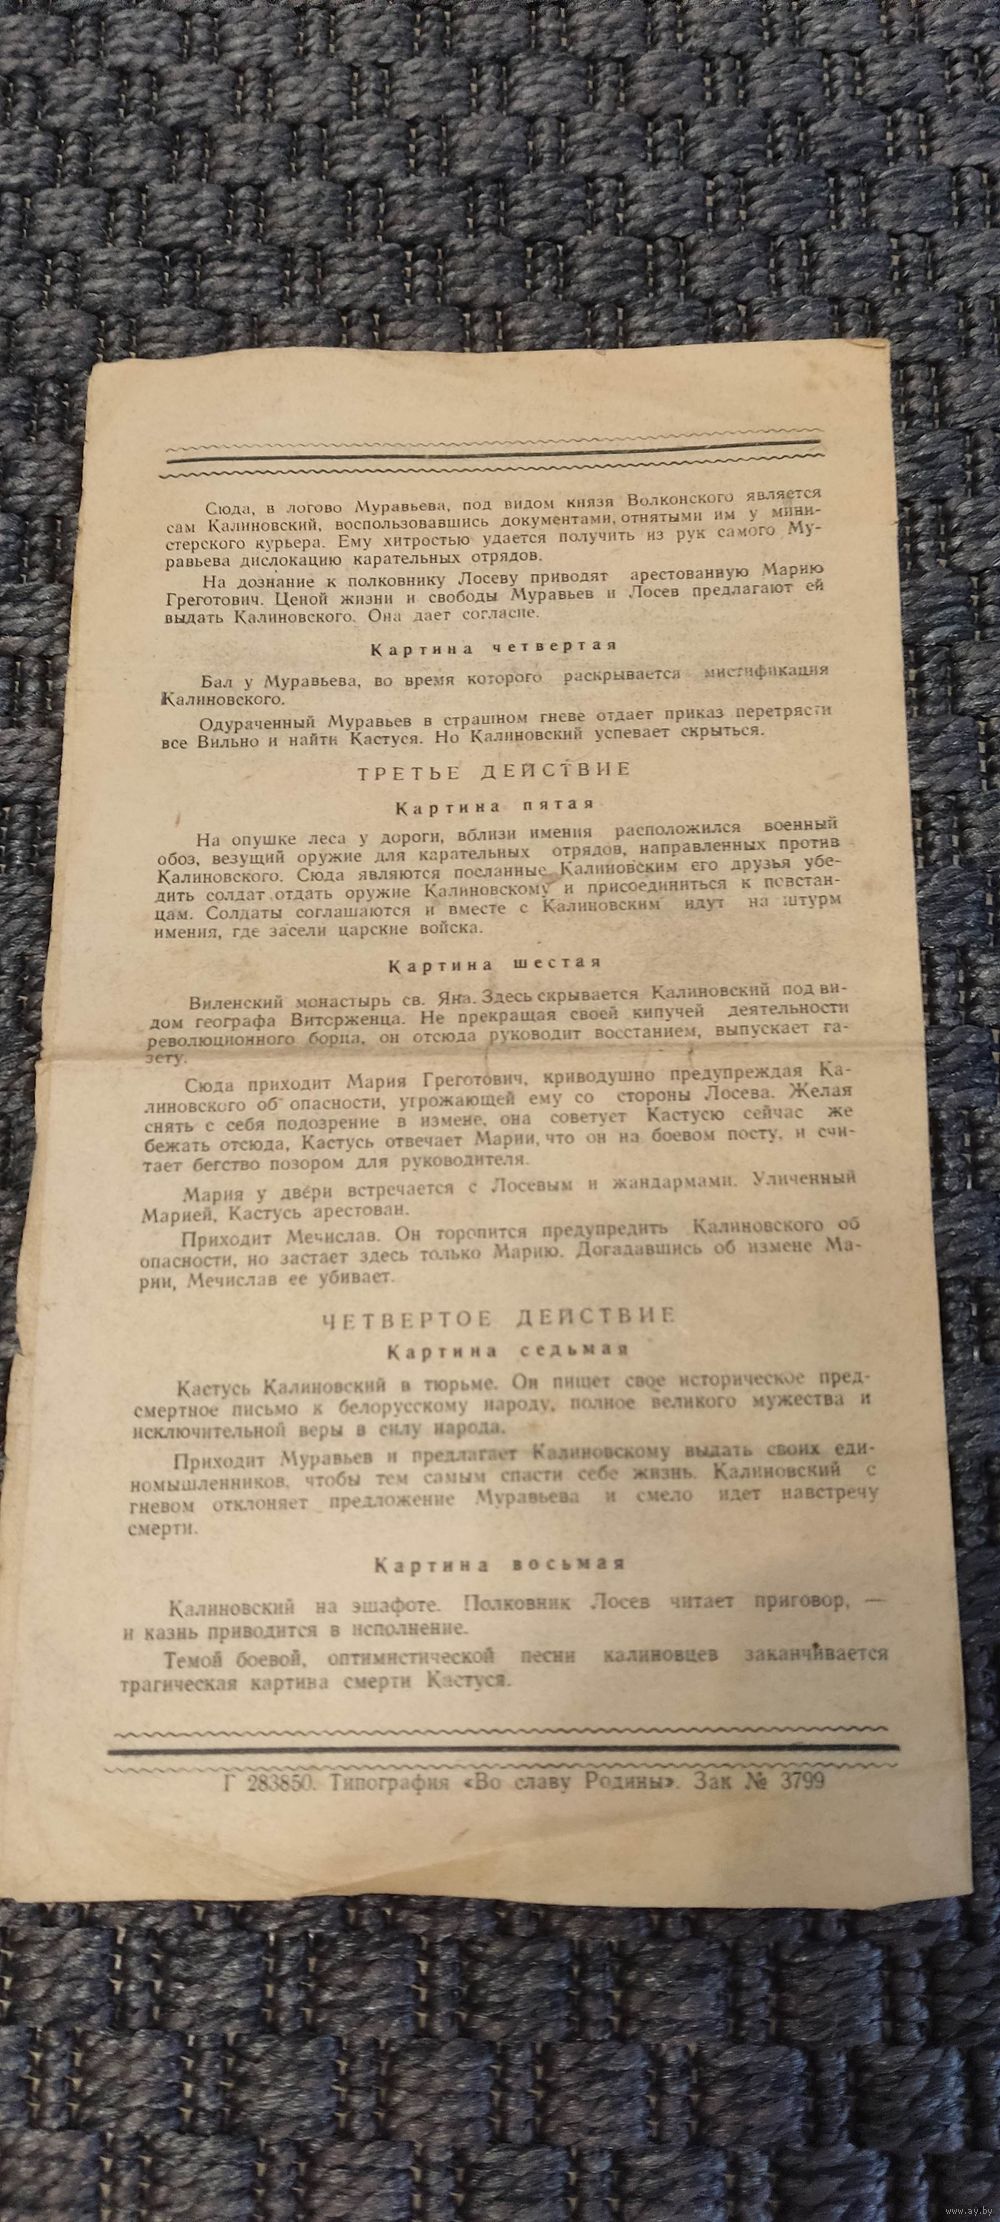 Сюда, в логово Муравьева, под видом князя Волконского является
сам Калиновский, воспользовавшись документами, отнятыми им у мини-
стерского курьера. Ему хитростью удается получить из рук самого Му-
равьева дислокацию карательных отрядов.
На дознание к полковнику Лосеву приводят арестованную Марию
Греготович. Ценой жизни и свободы Муравьев и Лосев предлагают ей
выдать Калиновского. Она дает согласие.
Картина четвертая
Бал у Муравьева, во время которого раскрывается мистификация
Калиновского.
Одураченный Муравьев в страшном гневе отдает приказ перетрясти
все Вильно и найти Кастуся. Но Калиновский успевает скрыться.
ТРЕТЬЕ ДЕЙСТВИЕ
Картина пятая
На опушке леса у дороги, вблизи имения расположился военный
обоз, везущий оружие для карательных отрядов, направленных против
Калиновского. Сюда являются посланные Калиновским его друзья убе-
дить солдат отдать оружие Калиновскому и присоединиться к повстан-
цам. Солдаты соглашаются и вместе с Калиновским идут на штурм
имения, где засели царские войска.
Картина шестая
Виленский монастырь св. Яна. Здесь скрывается Калиновский под ви-
дом географа Виторженца. Не прекращая своей кипучей деятельности
революционного борца, он отсюда руководит восстанием, выпускает га-
зету.
Сюда приходит Мария Греготович, криводушно предупреждая Ка-
линовского об опасности, угрожающей ему со стороны Лосева. Желая
снять с себя подозрение в измене, она советует Кастусю сейчас же
бежать отсюда, Кастусь отвечает Марии, что он на боевом посту, и счи-
тает бегство позором для руководителя.
Мария у двери встречается с Лосевым и жандармами. Уличенный
Марией, Кастусь арестован.
Приходит Мечислав. Он торопится предупредить Калиновского об
опасности, но застает здесь только Марию. Догадавшись об измене Ма-
рии, Мечислав ее убивает.
ЧЕТВЕРТОЕ ДЕЙСТВИЕ
Картина седьмая
Кастусь Калиновский в тюрьме. Он пишет свое историческое пред-
смертное письмо к белорусскому народу, полное великого мужества и
исключительной веры в силу народа.
Приходит Муравьев и предлагает Калиновскому выдать своих еди-
номышленников, чтобы тем самым спасти себе жизнь. Калиновский с
гневом отклоняет предложение Муравьева и смело идет навстречу
смерти.
Картина восьмая
Калиновский на эшафоте. Полковник Лосев читает приговор, —
и казнь приводится в исполнение.
Темой боевой, оптимистической песни калиновцев заканчивается
трагическая картина смерти Кастуся.
Г 283850. Типография «Во славу Родины». Зак № 3799
www.ay.by